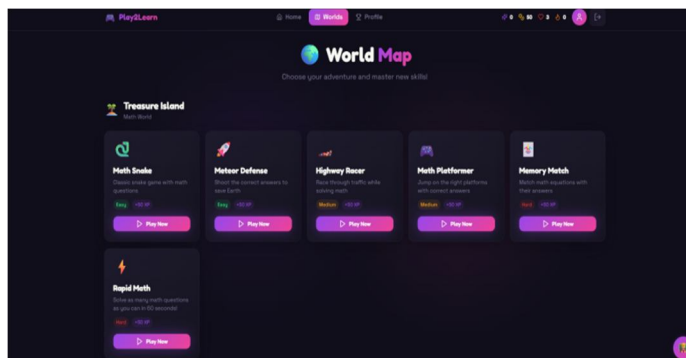 Play2Learn
Home
Worlds
Profile
0
50
3
0
World Map
Choose your adventure and master new skills!
Treasure Island
Math World
Math Snake
Classic snake game with math
questions
Easy
+50 XP
Play Now
Meteor Defense
Shoot the correct answers to
save Earth
Easy
+50 XP
Play Now
Highway Racer
Race through traffic while
solving math
Medium
+50 XP
Play Now
Math Platformer
Jump on the right platforms
with correct answers
Medium
+50 XP
Play Now
Memory Match
Match math equations with
their answers
Hard
+50 XP
Play Now
Rapid Math
Solve as many math questions
as you can in 60 seconds!
Hard
+50 XP
Play Now